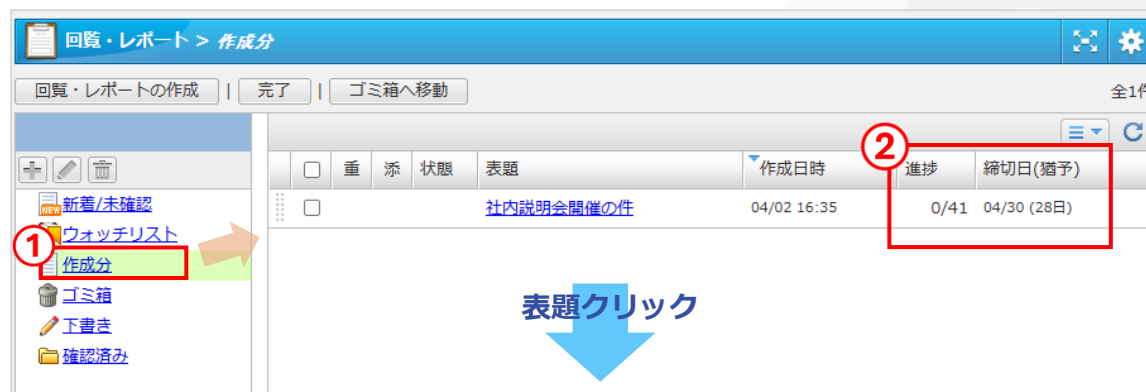 回覧・レポート > 作成分
回覧・レポートの作成 | 完了 | ゴミ箱へ移動
全1件
重 添 状態 表題 作成日時 進捗 締切日(猶予)
②
社内説明会開催の件 04/02 16:35 0/41 04/30 (28日)
NEW 新着/未確認
ウォッチリスト
①
作成分
ゴミ箱
下書き
確認済み
表題クリック